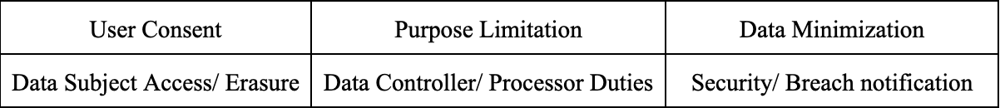 User Consent
Purpose Limitation
Data Minimization
Data Subject Access/ Erasure
Data Controller/ Processor Duties
Security/ Breach notification